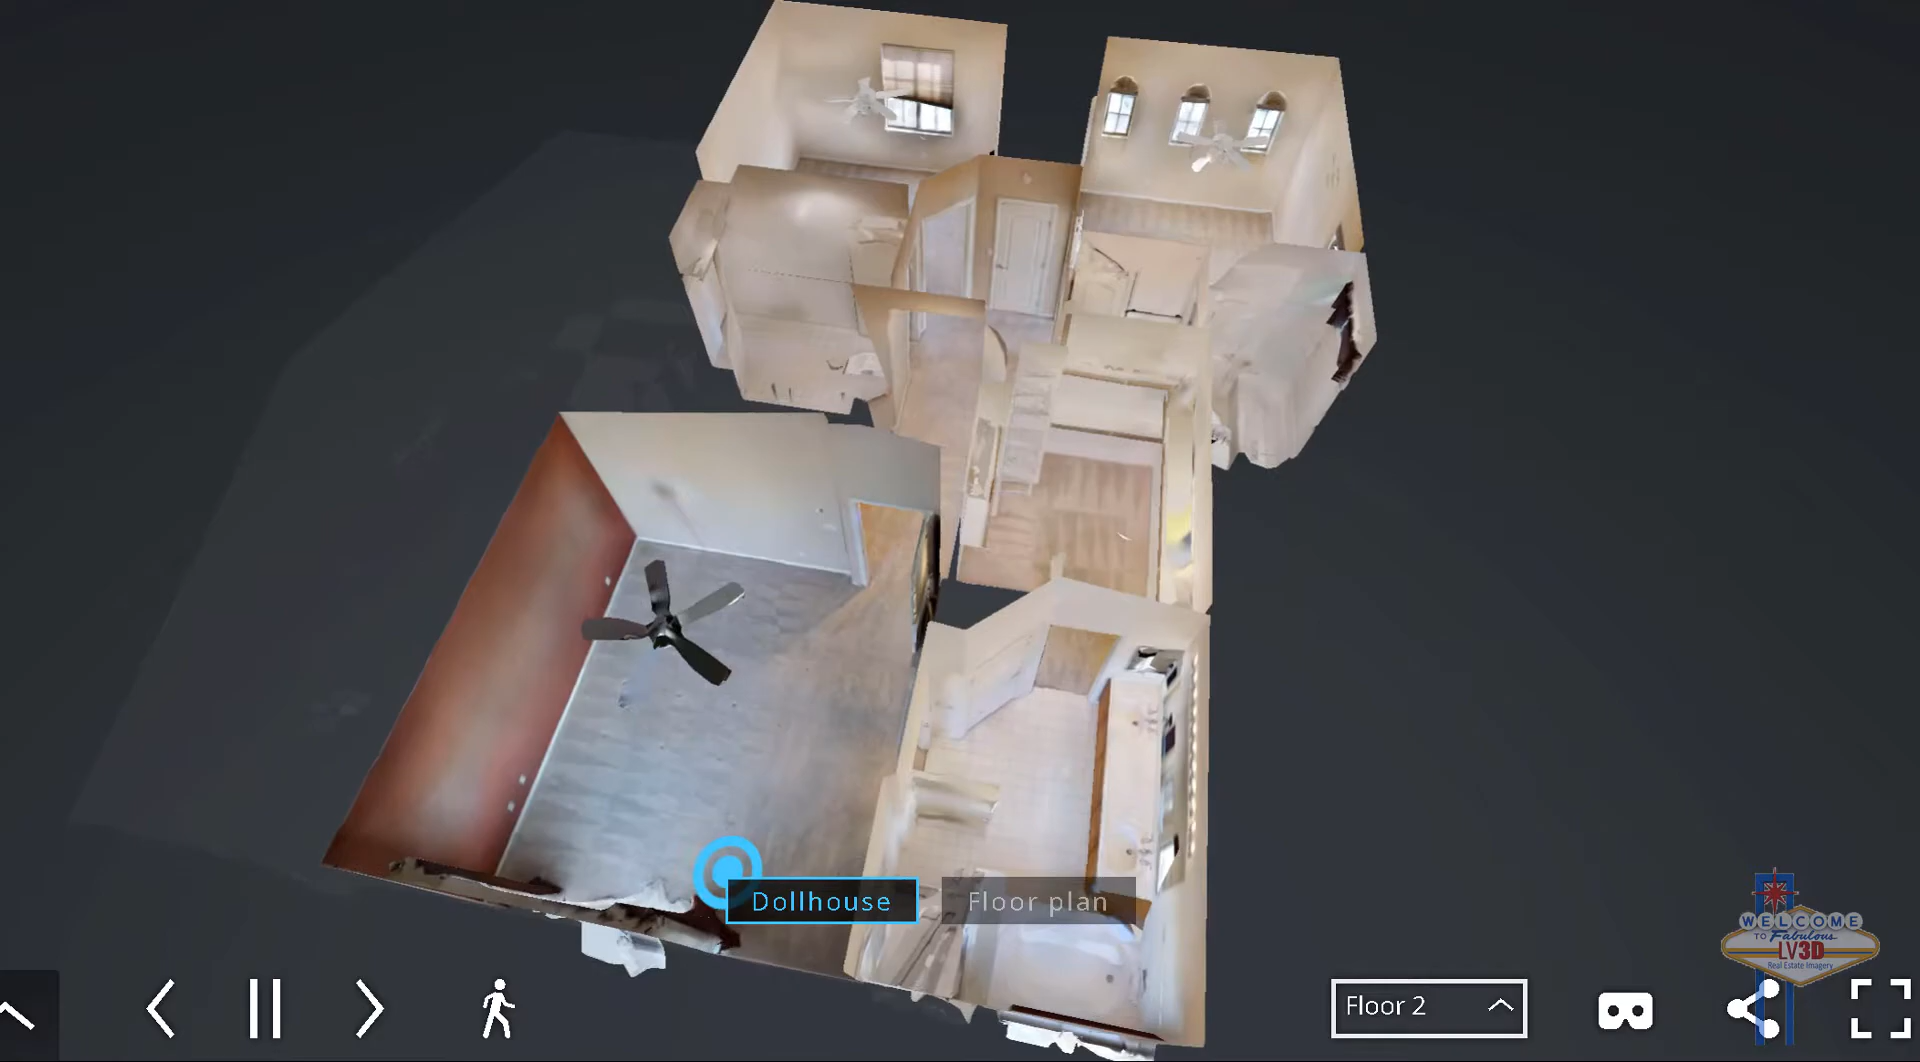 Dollhouse
Floor plan
WELCOME
TO Fabulous
LV3D
Real Estate Imagery
Floor 2